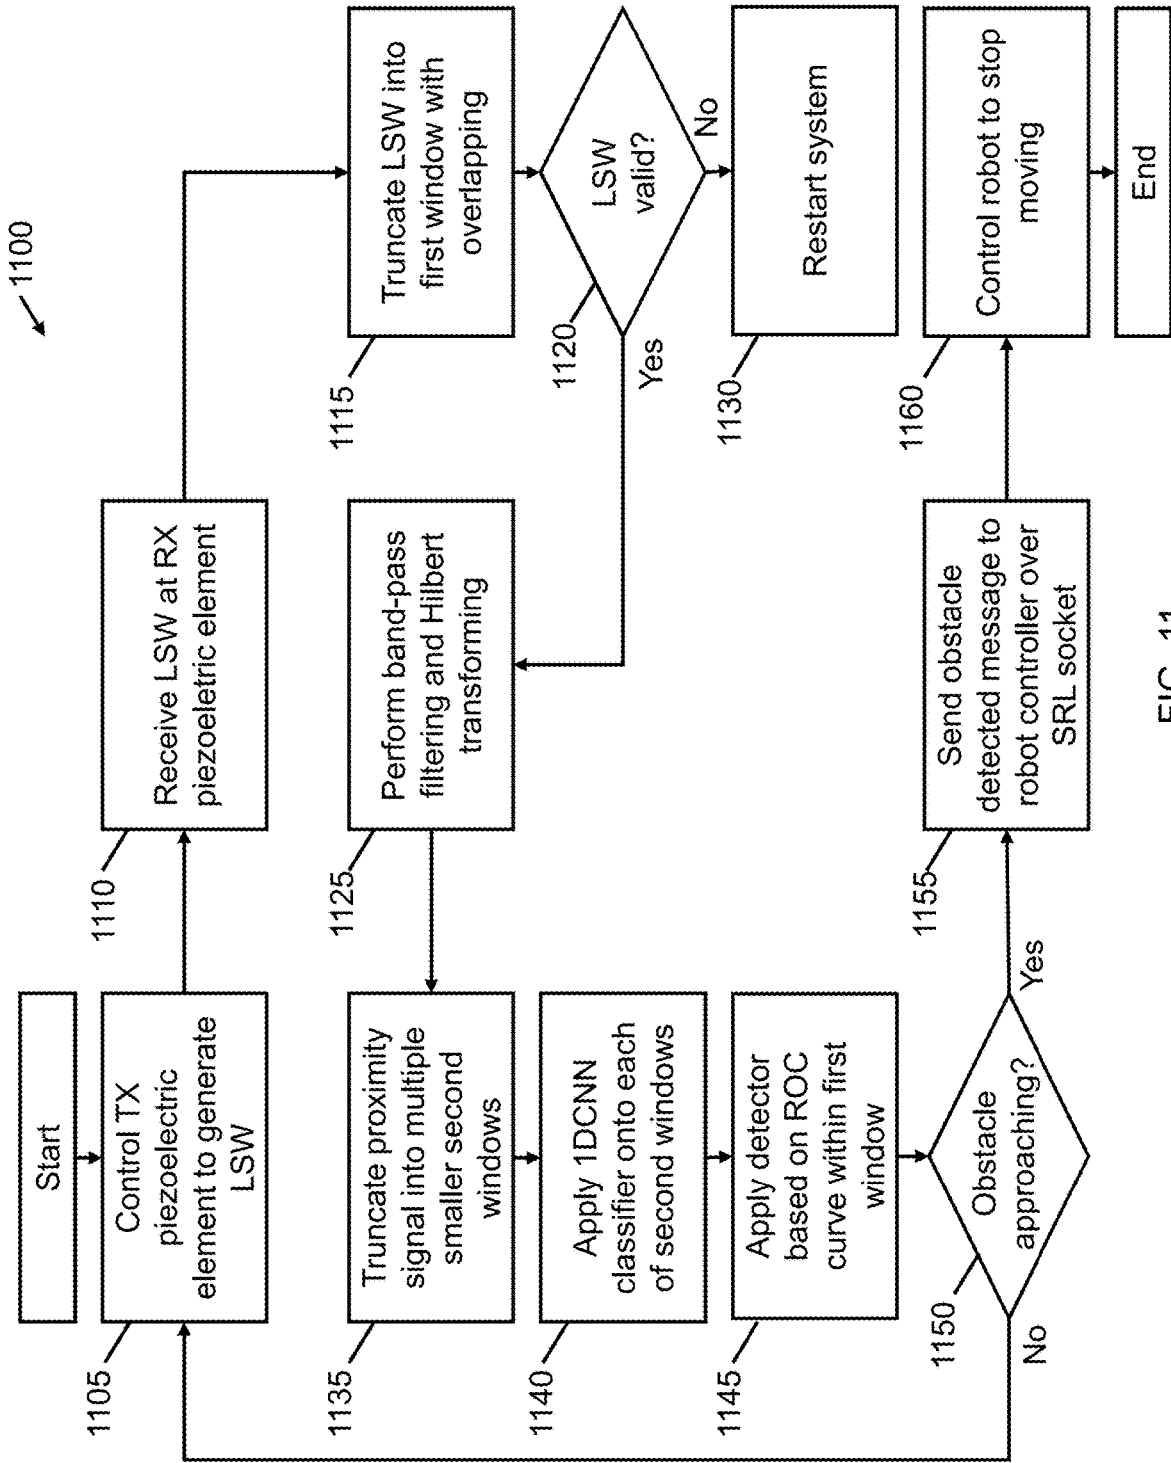 1100
Start
Control TX
piezoelectric
element to generate
LSW
1105
Receive LSW at RX
piezoeletric element
1110
Truncate LSW into
first window with
overlapping
1115
LSW
valid?
1120
Yes
No
Perform band-pass
filtering and Hilbert
transforming
1125
Restart system
1130
Truncate proximity
signal into multiple
smaller second
windows
1135
Apply 1DCNN
classifier onto each
of second windows
1140
Apply detector
based on ROC
curve within first
window
1145
Obstacle
approaching?
1150
No
Yes
Send obstacle
detected message to
robot controller over
SRL socket
1155
Control robot to stop
moving
1160
End
FIG. 11